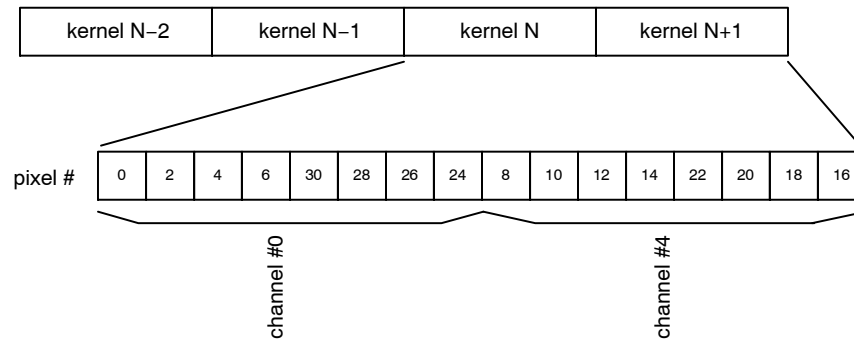 kernel N−2 kernel N−1 kernel N kernel N+1
pixel # 0 2 4 6 30 28 26 24 8 10 12 14 22 20 18 16
channel #0
channel #4